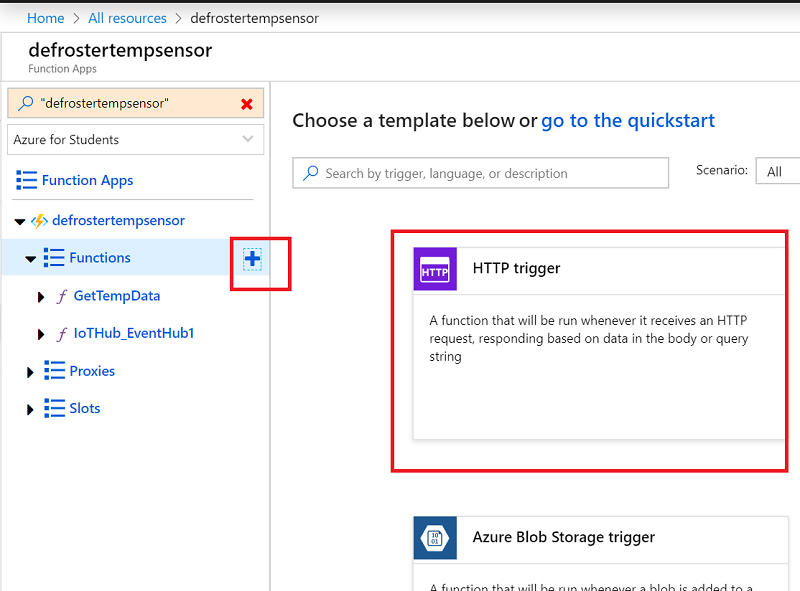 Home > All resources > defrostertempsensor
defrostertempsensor
Function Apps
"defrostertempsensor"
Azure for Students
Function Apps
defrostertempsensor
Functions
f GetTempData
f IoTHub_EventHub1
Proxies
Slots
Choose a template below or go to the quickstart
Search by trigger, language, or description
Scenario: All
HTTP
HTTP trigger
A function that will be run whenever it receives an HTTP
request, responding based on data in the body or query
string
10
01
Azure Blob Storage trigger
A function that will be run whenever a blob is added to a